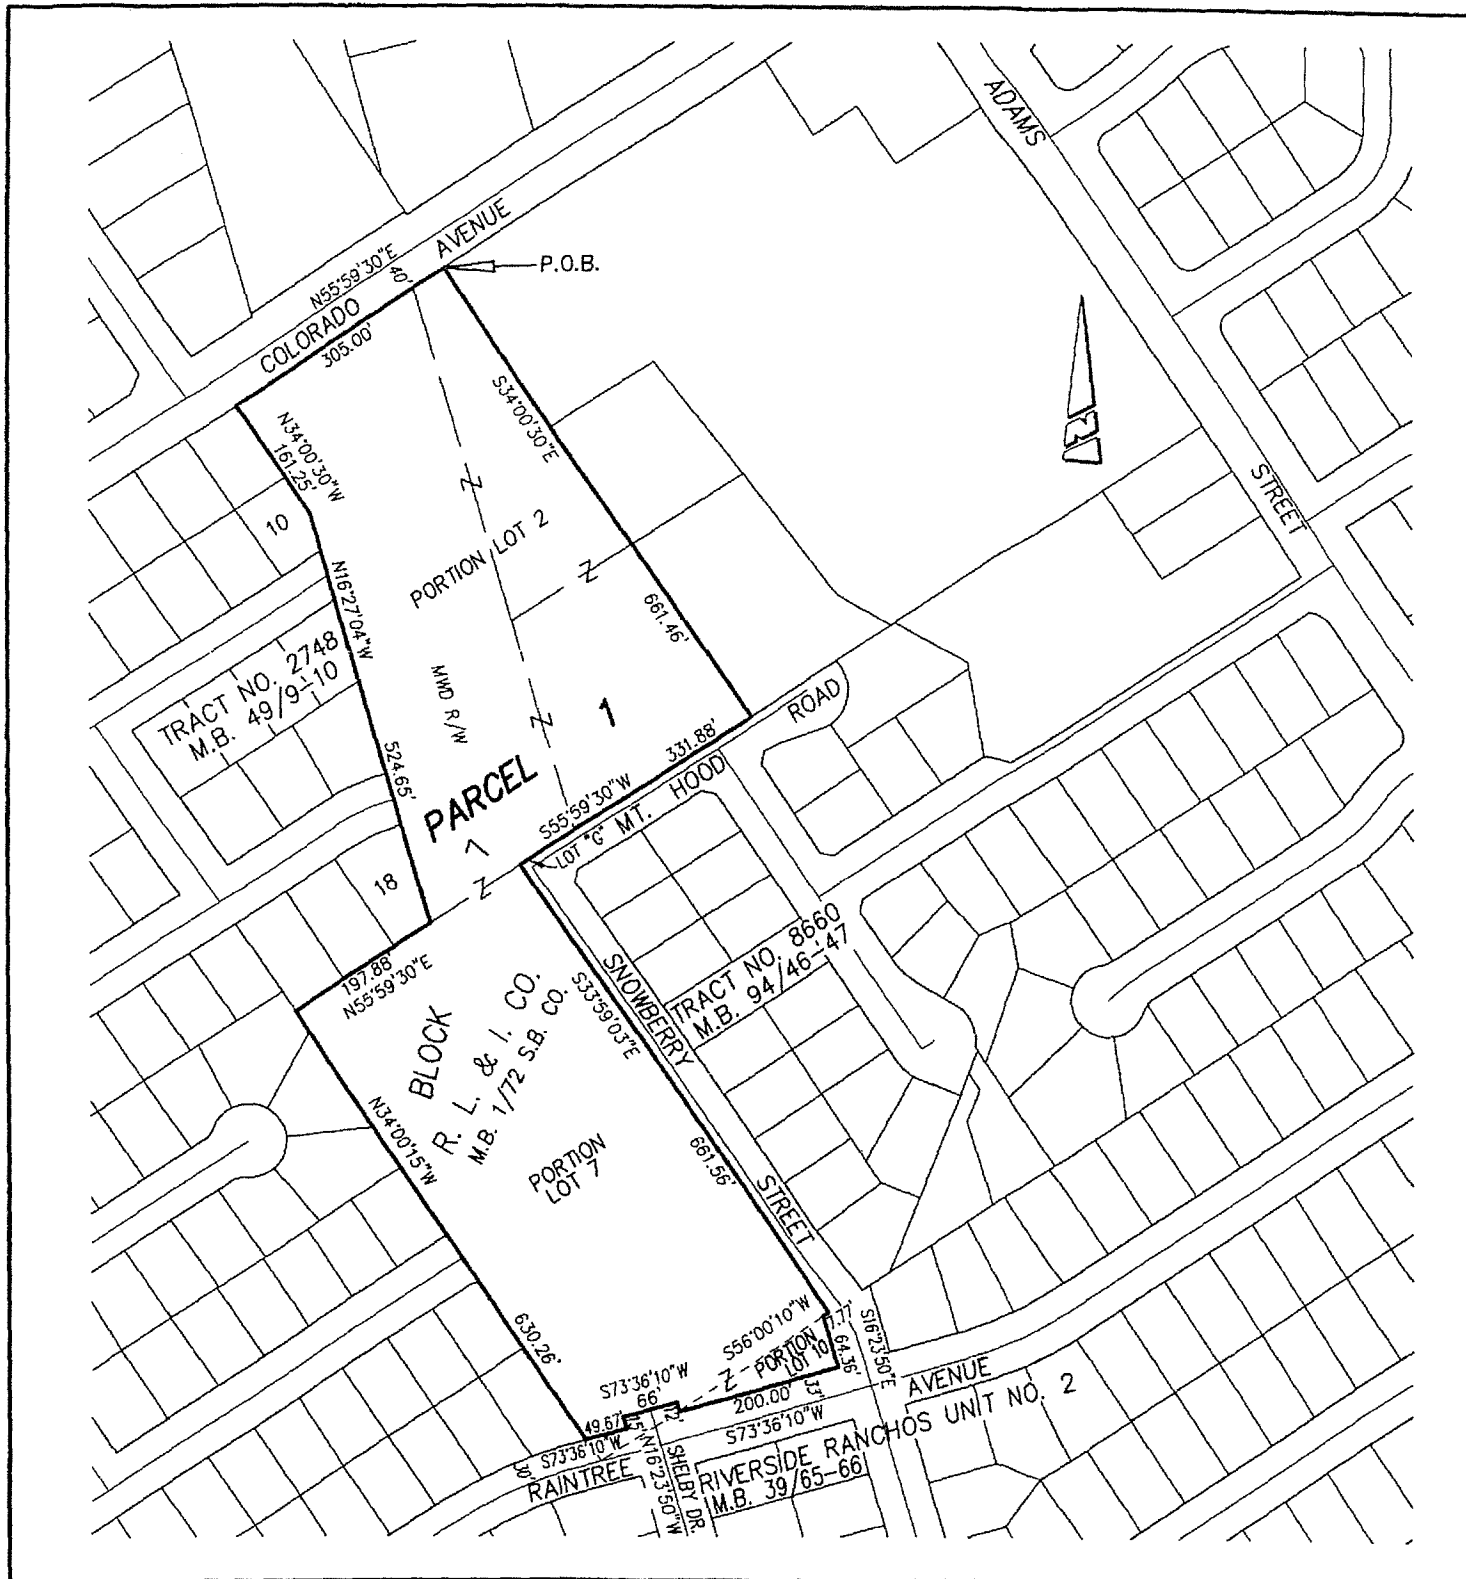 ADAMS
STREET
AVENUE
N55°59'30"E
40'
P.O.B.
COLORADO
305.00'
N34°00'30"W
161.25'
S34°00'30"E
10
PORTION LOT 2
N16°27'04"W
661.46'
TRACT NO. 2748
M.B. 49/9-10
MWD R/W
1
ROAD
524.65'
331.88'
PARCEL
S55°59'30"W
HOOD
MT.
LOT "G"
7
18
197.88'
N55°59'30"E
TRACT NO. 8660
M.B. 94/46-47
SNOWBERRY
STREET
S33°59'03"E
BLOCK
R. L. & I. CO.
M.B. 1/72 S.B. CO.
N34°00'15"W
PORTION
LOT 7
661.56'
630.26'
S56°00'10"W
7.77'
S16°23'50"E
PORTION
LOT 10
64.36'
S73°36'10"W
66'
12'
200.00'
33'
AVENUE
49.67'
15'
S73°36'10"W
S73°36'10"W
30'
RAINTREE
N16°23'50"W
SHELBY DR.
RIVERSIDE RANCHOS UNIT NO. 2
M.B. 39/65-66